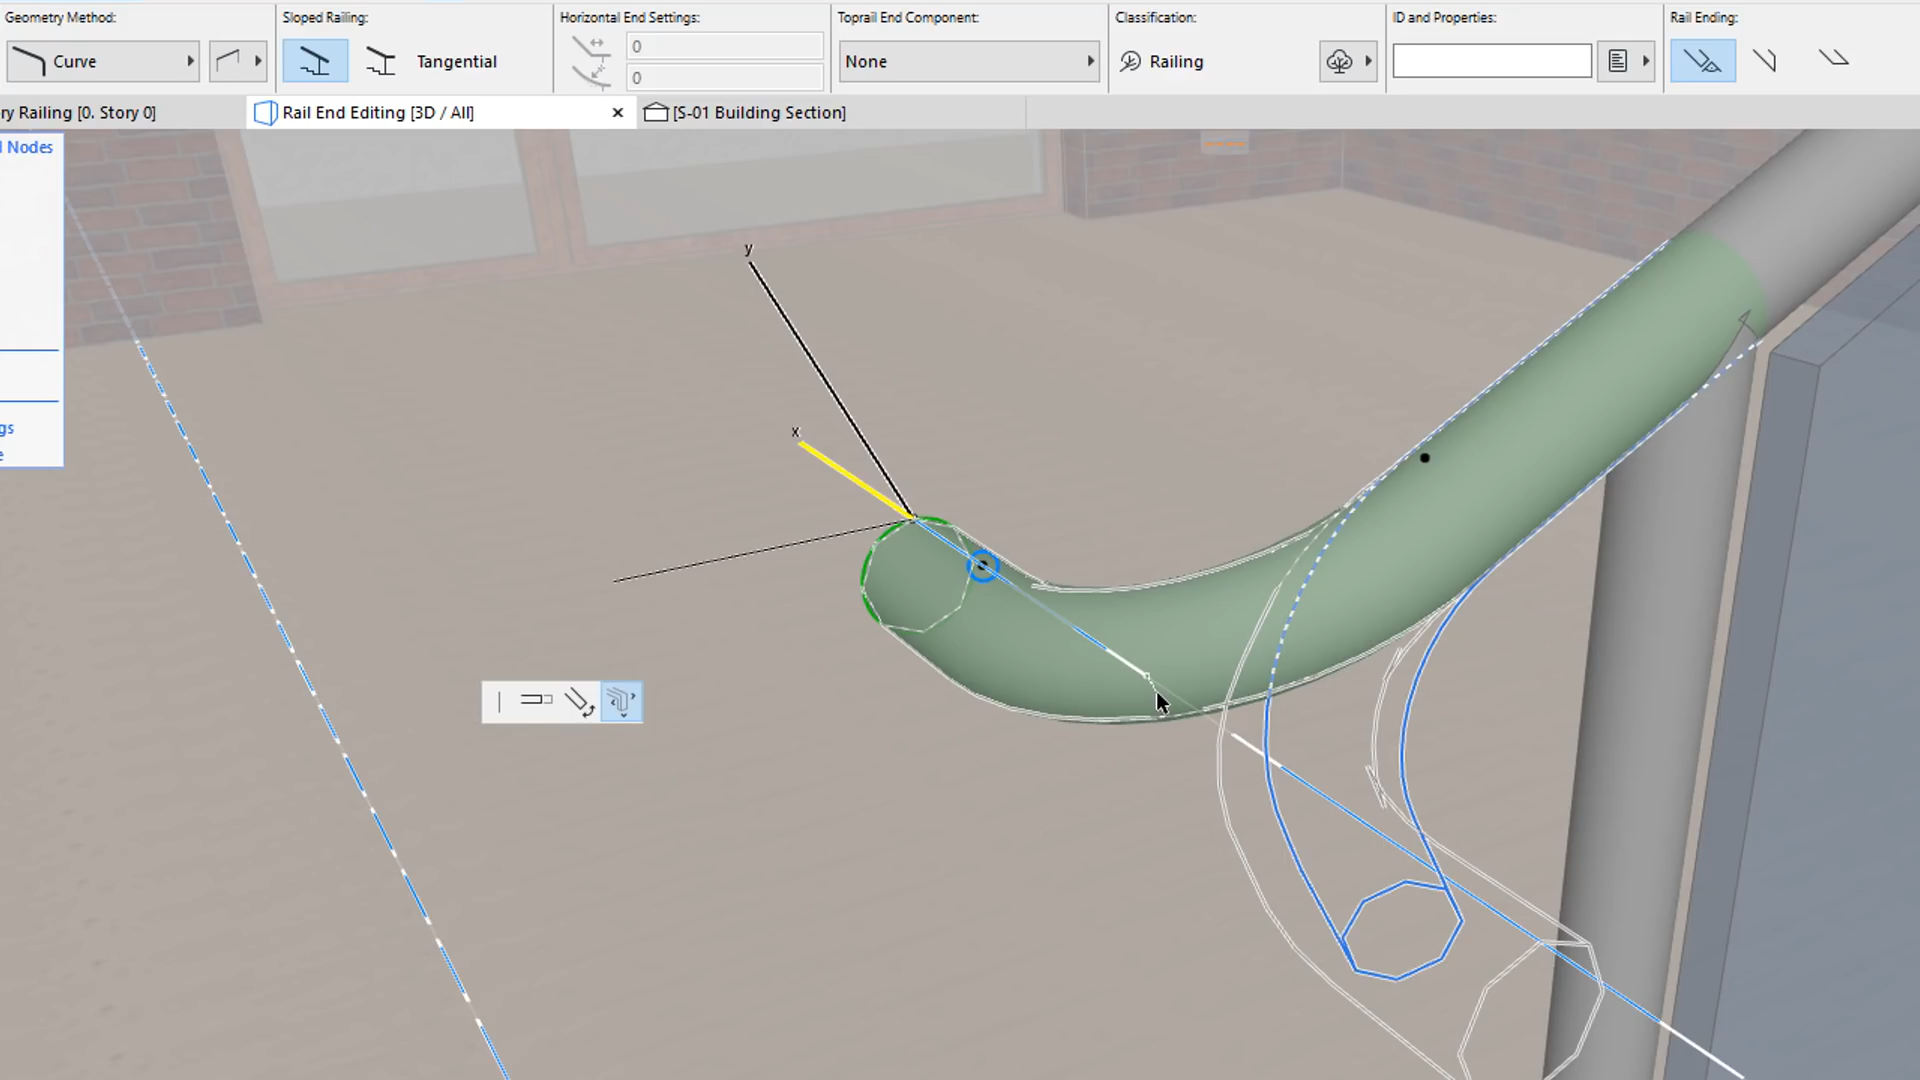 Geometry Method:
Sloped Railing:
Horizontal End Settings:
Toprail End Component:
Classification:
ID and Properties:
Rail Ending:
Curve
Tangential
0
0
None
Railing
ry Railing [0. Story 0]
Rail End Editing [3D / All]
[S-01 Building Section]
l Nodes
gs
e
y
x